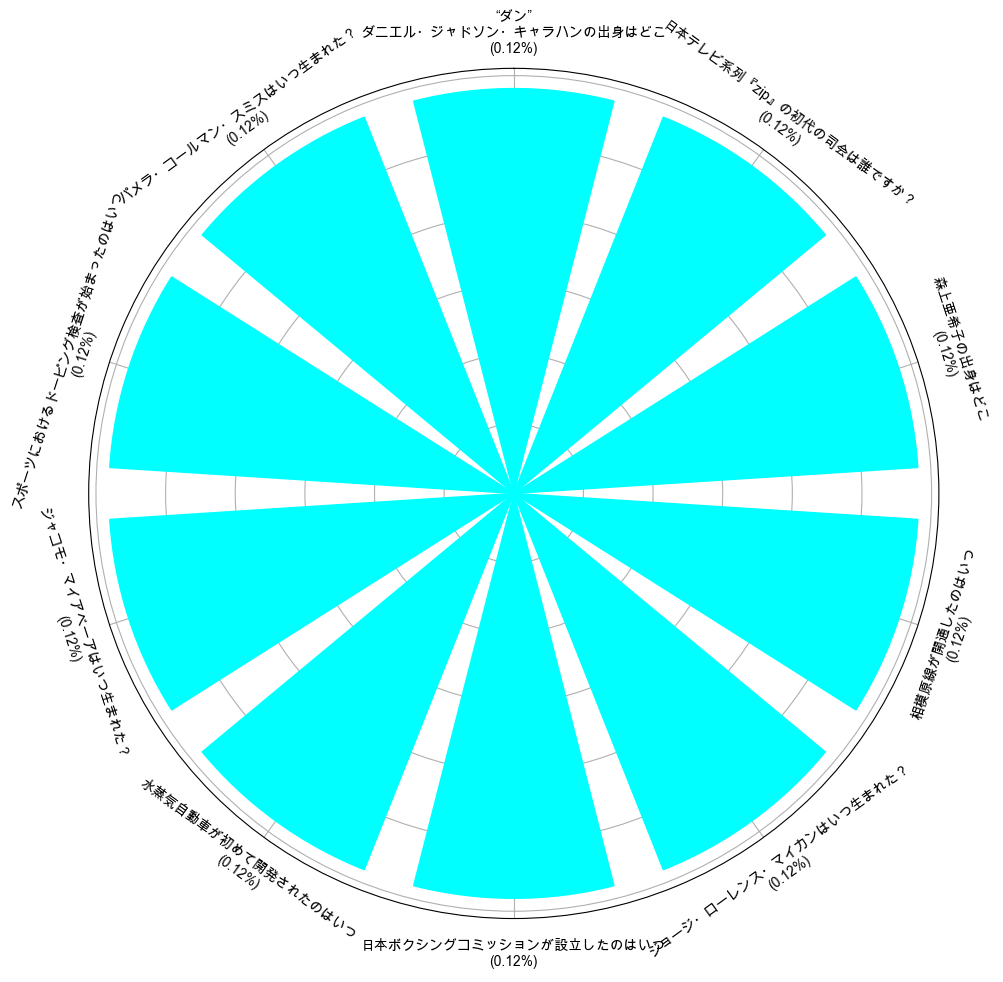 “ダン”
ダニエル・ジャドソン・キャラハンの出身はどこ
(0.12%)
日本テレビ系列『zip』の初代の司会は誰ですか？
(0.12%)
森上亜希子の出身はどこ
(0.12%)
相模原線が開通したのはいつ
(0.12%)
ジョージ・ローレンス・マイカンはいつ生まれた？
(0.12%)
日本ボクシングコミッションが設立したのはいつ
(0.12%)
水蒸気自動車が初めて開発されたのはいつ
(0.12%)
ジャコモ・マイアベーアはいつ生まれた？
(0.12%)
スポーツにおけるドーピング検査が始まったのはいつ
(0.12%)
パメラ・コールマン・スミスはいつ生まれた？
(0.12%)